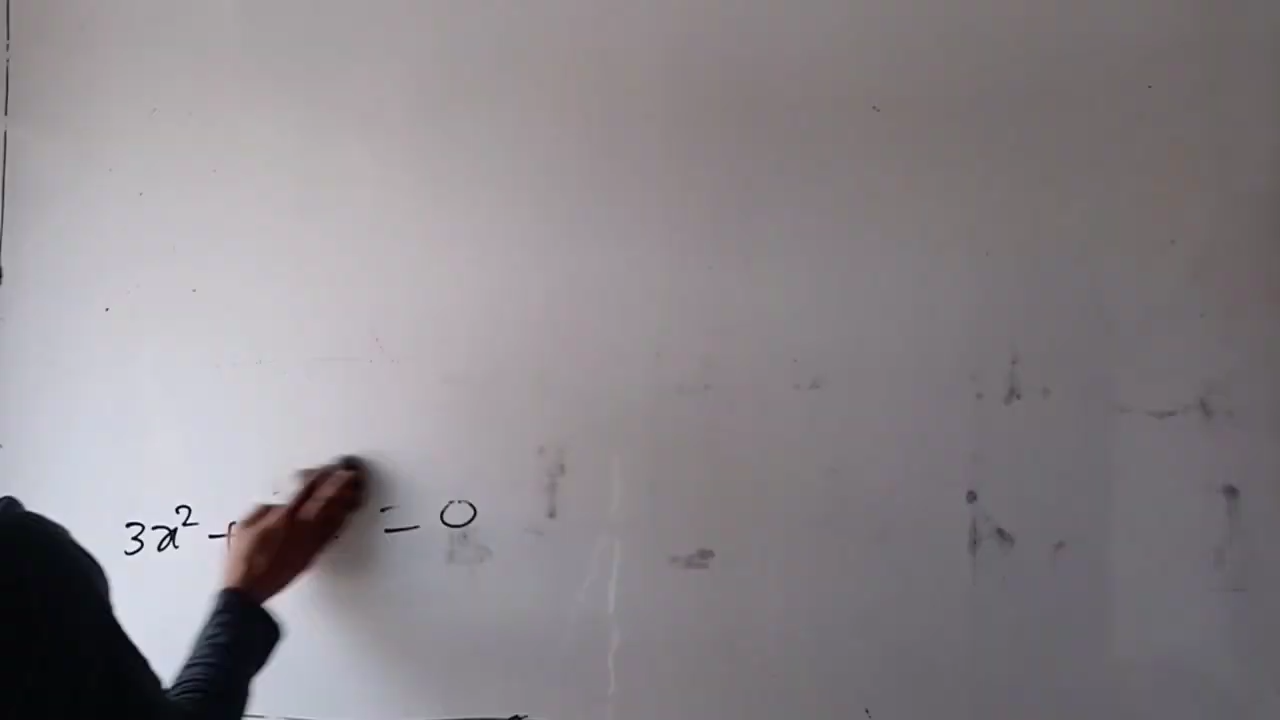 3x² + = 0